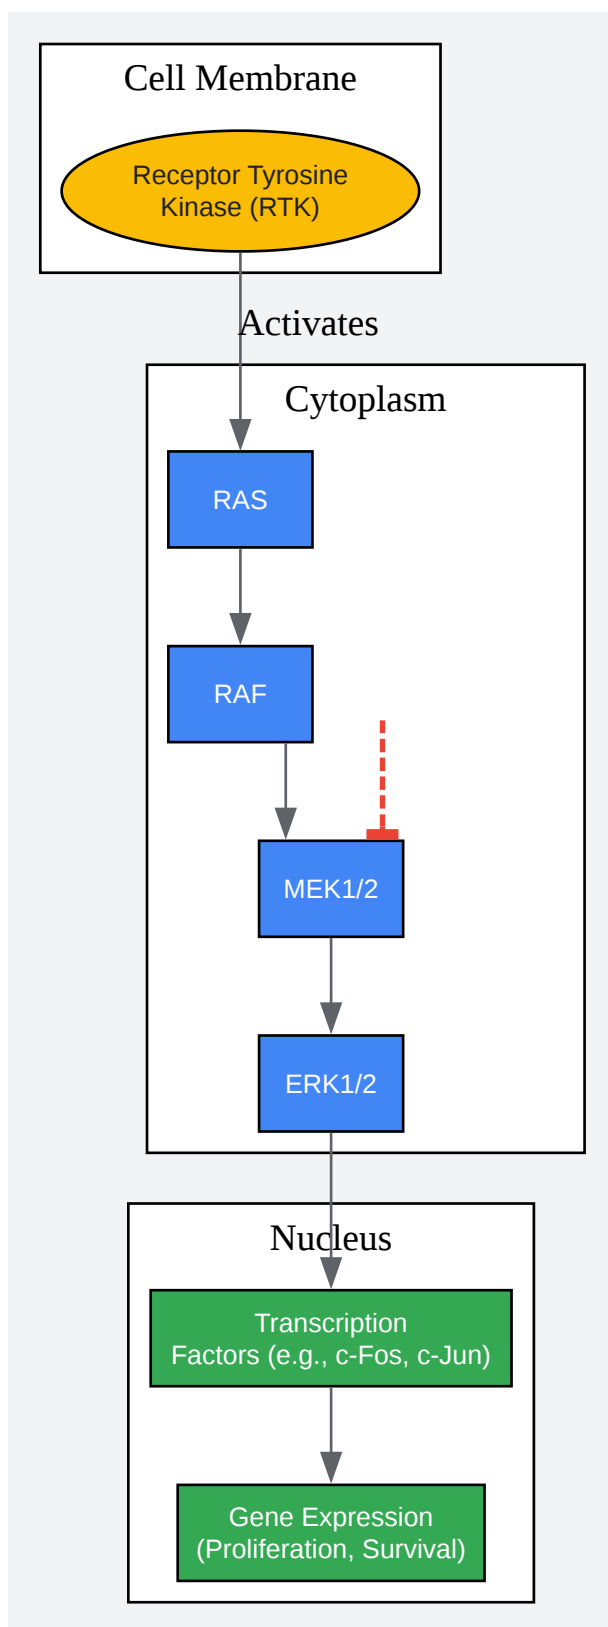 Cell Membrane
Receptor Tyrosine
Kinase (RTK)
Activates
Cytoplasm
RAS
RAF
MEK1/2
ERK1/2
Nucleus
Transcription
Factors (e.g., c-Fos, c-Jun)
Gene Expression
(Proliferation, Survival)